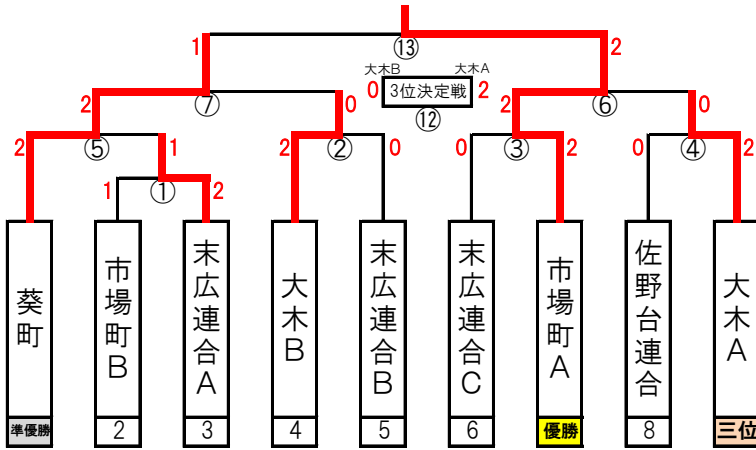 1
⑬
2
大木B 大木A
0 3位決定戦 2
⑫
2
⑦
0
2
⑥
0
2
⑤
1
2
②
0
0
③
2
0
④
2
1
①
2
葵町
市場町B
末広連合A
大木B
末広連合B
末広連合C
市場町A
佐野台連合
大木A
準優勝
2
3
4
5
6
優勝
8
三位